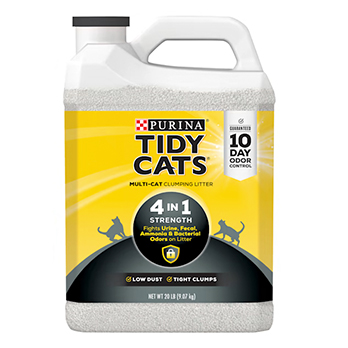 PURINA
TIDY
CATS®
MULTI-CAT CLUMPING LITTER
GUARANTEED
10
DAY
ODOR
CONTROL
4 IN 1
STRENGTH
Fights Urine, Fecal,
Ammonia & Bacterial
Odors on Litter
LOW DUST
TIGHT CLUMPS
NET WT 20 LB (9.07 kg)